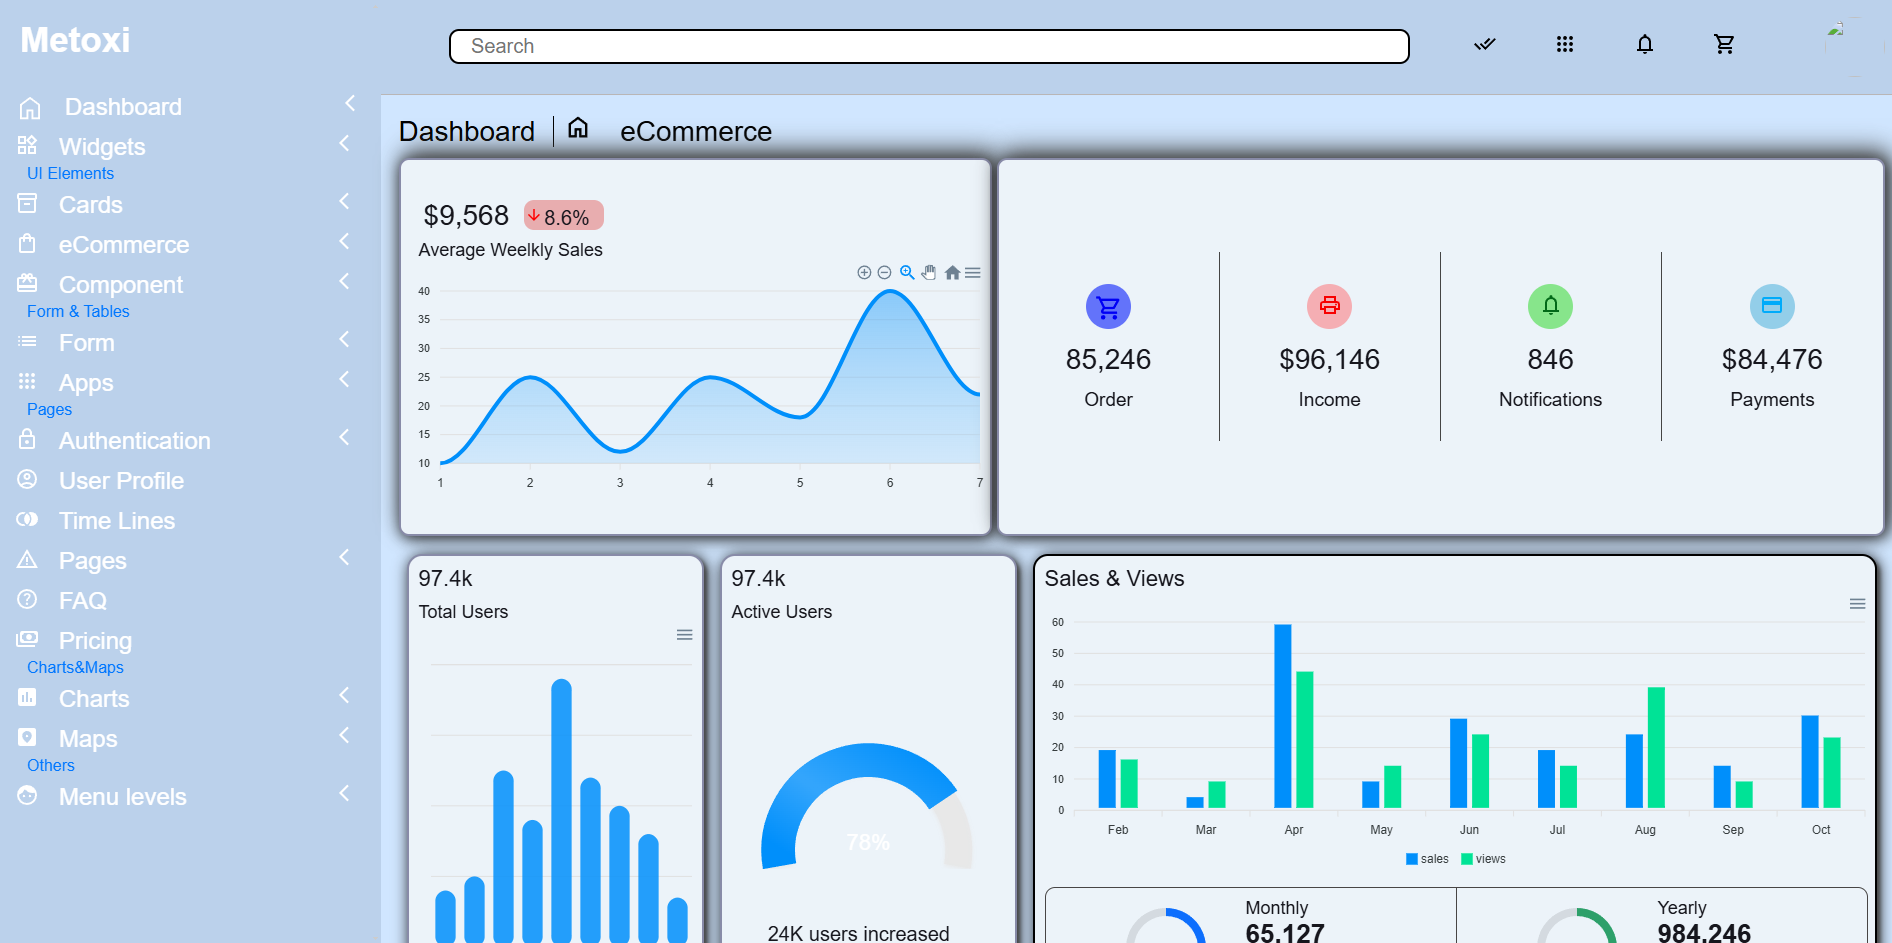 Metoxi
Search
Dashboard
Widgets
UI Elements
Cards
eCommerce
Component
Form & Tables
Form
Apps
Pages
Authentication
User Profile
Time Lines
Pages
FAQ
Pricing
Charts&Maps
Charts
Maps
Others
Menu levels
Dashboard eCommerce
$9,568 8.6%
Average Weelkly Sales
40
35
30
25
20
15
10
1 2 3 4 5 6 7
85,246
Order
$96,146
Income
846
Notifications
$84,476
Payments
97.4k
Total Users
97.4k
Active Users
78%
24K users increased
Sales & Views
60
50
40
30
20
10
0
Feb Mar Apr May Jun Jul Aug Sep Oct
sales views
Monthly
65,127
Yearly
984,246